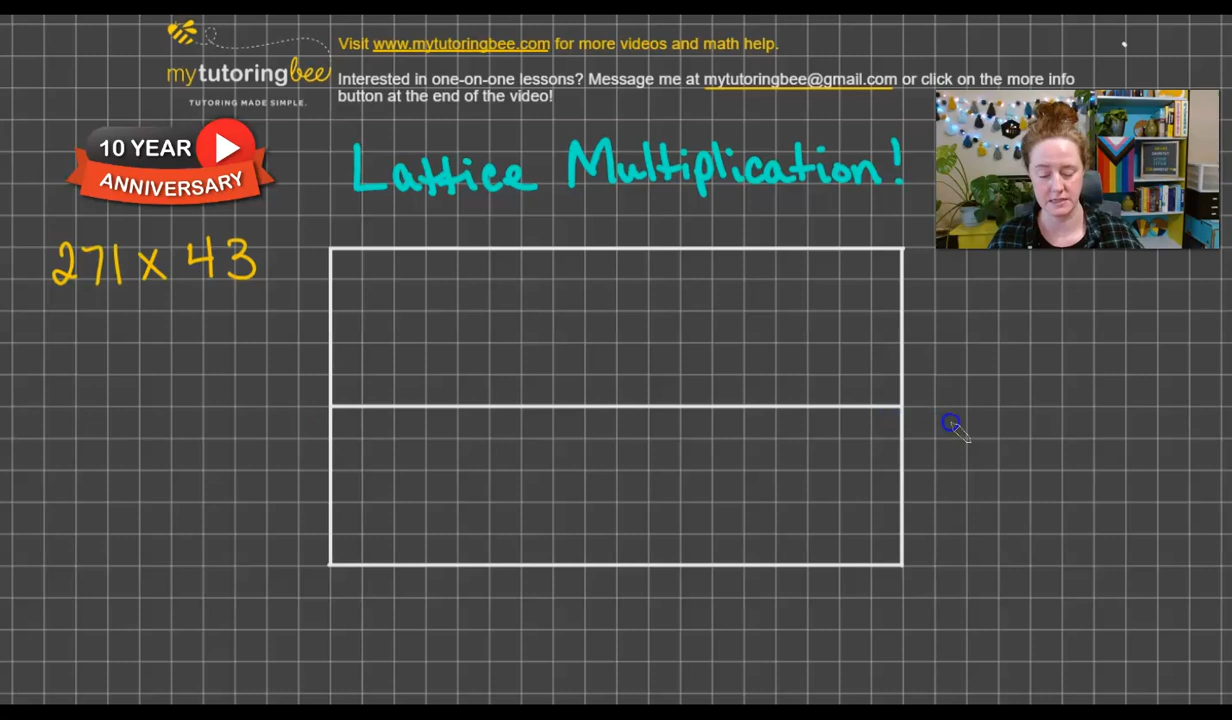 Visit www.mytutoringbee.com for more videos and math help.
mytutoringbee
TUTORING MADE SIMPLE.
Interested in one-on-one lessons? Message me at mytutoringbee@gmail.com or click on the more info
button at the end of the video!
10 YEAR
ANNIVERSARY
Lattice Multiplication!
271 x 43